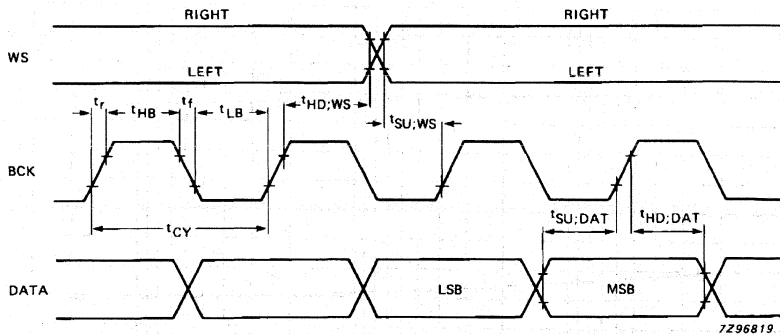 RIGHT RIGHT
WS
LEFT LEFT
tr tHB tf tLB tHD;WS
tSU;WS
BCK
tCY
tSU;DAT tHD;DAT
DATA LSB MSB
7Z96819